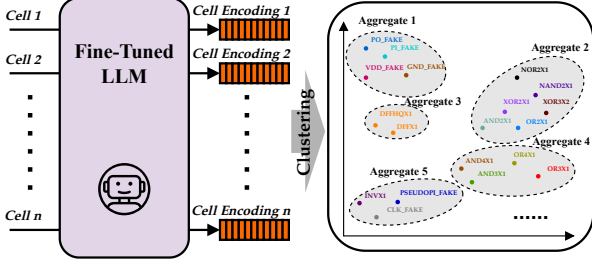 Cell 1
Cell 2
Cell n
Fine-Tuned
LLM
Cell Encoding 1
Cell Encoding 2
Cell Encoding n
Clustering
Aggregate 1
PO_FAKE
PI_FAKE
VDD_FAKE
GND_FAKE
Aggregate 2
NOR2X1
NAND2X1
XOR2X1
XOR3X2
AND2X1
OR2X1
Aggregate 3
DFFHQX1
DFFX1
Aggregate 4
AND4X1
OR4X1
AND3X1
OR3X1
Aggregate 5
INVX1
PSEUDOPI_FAKE
CLK_FAKE
......